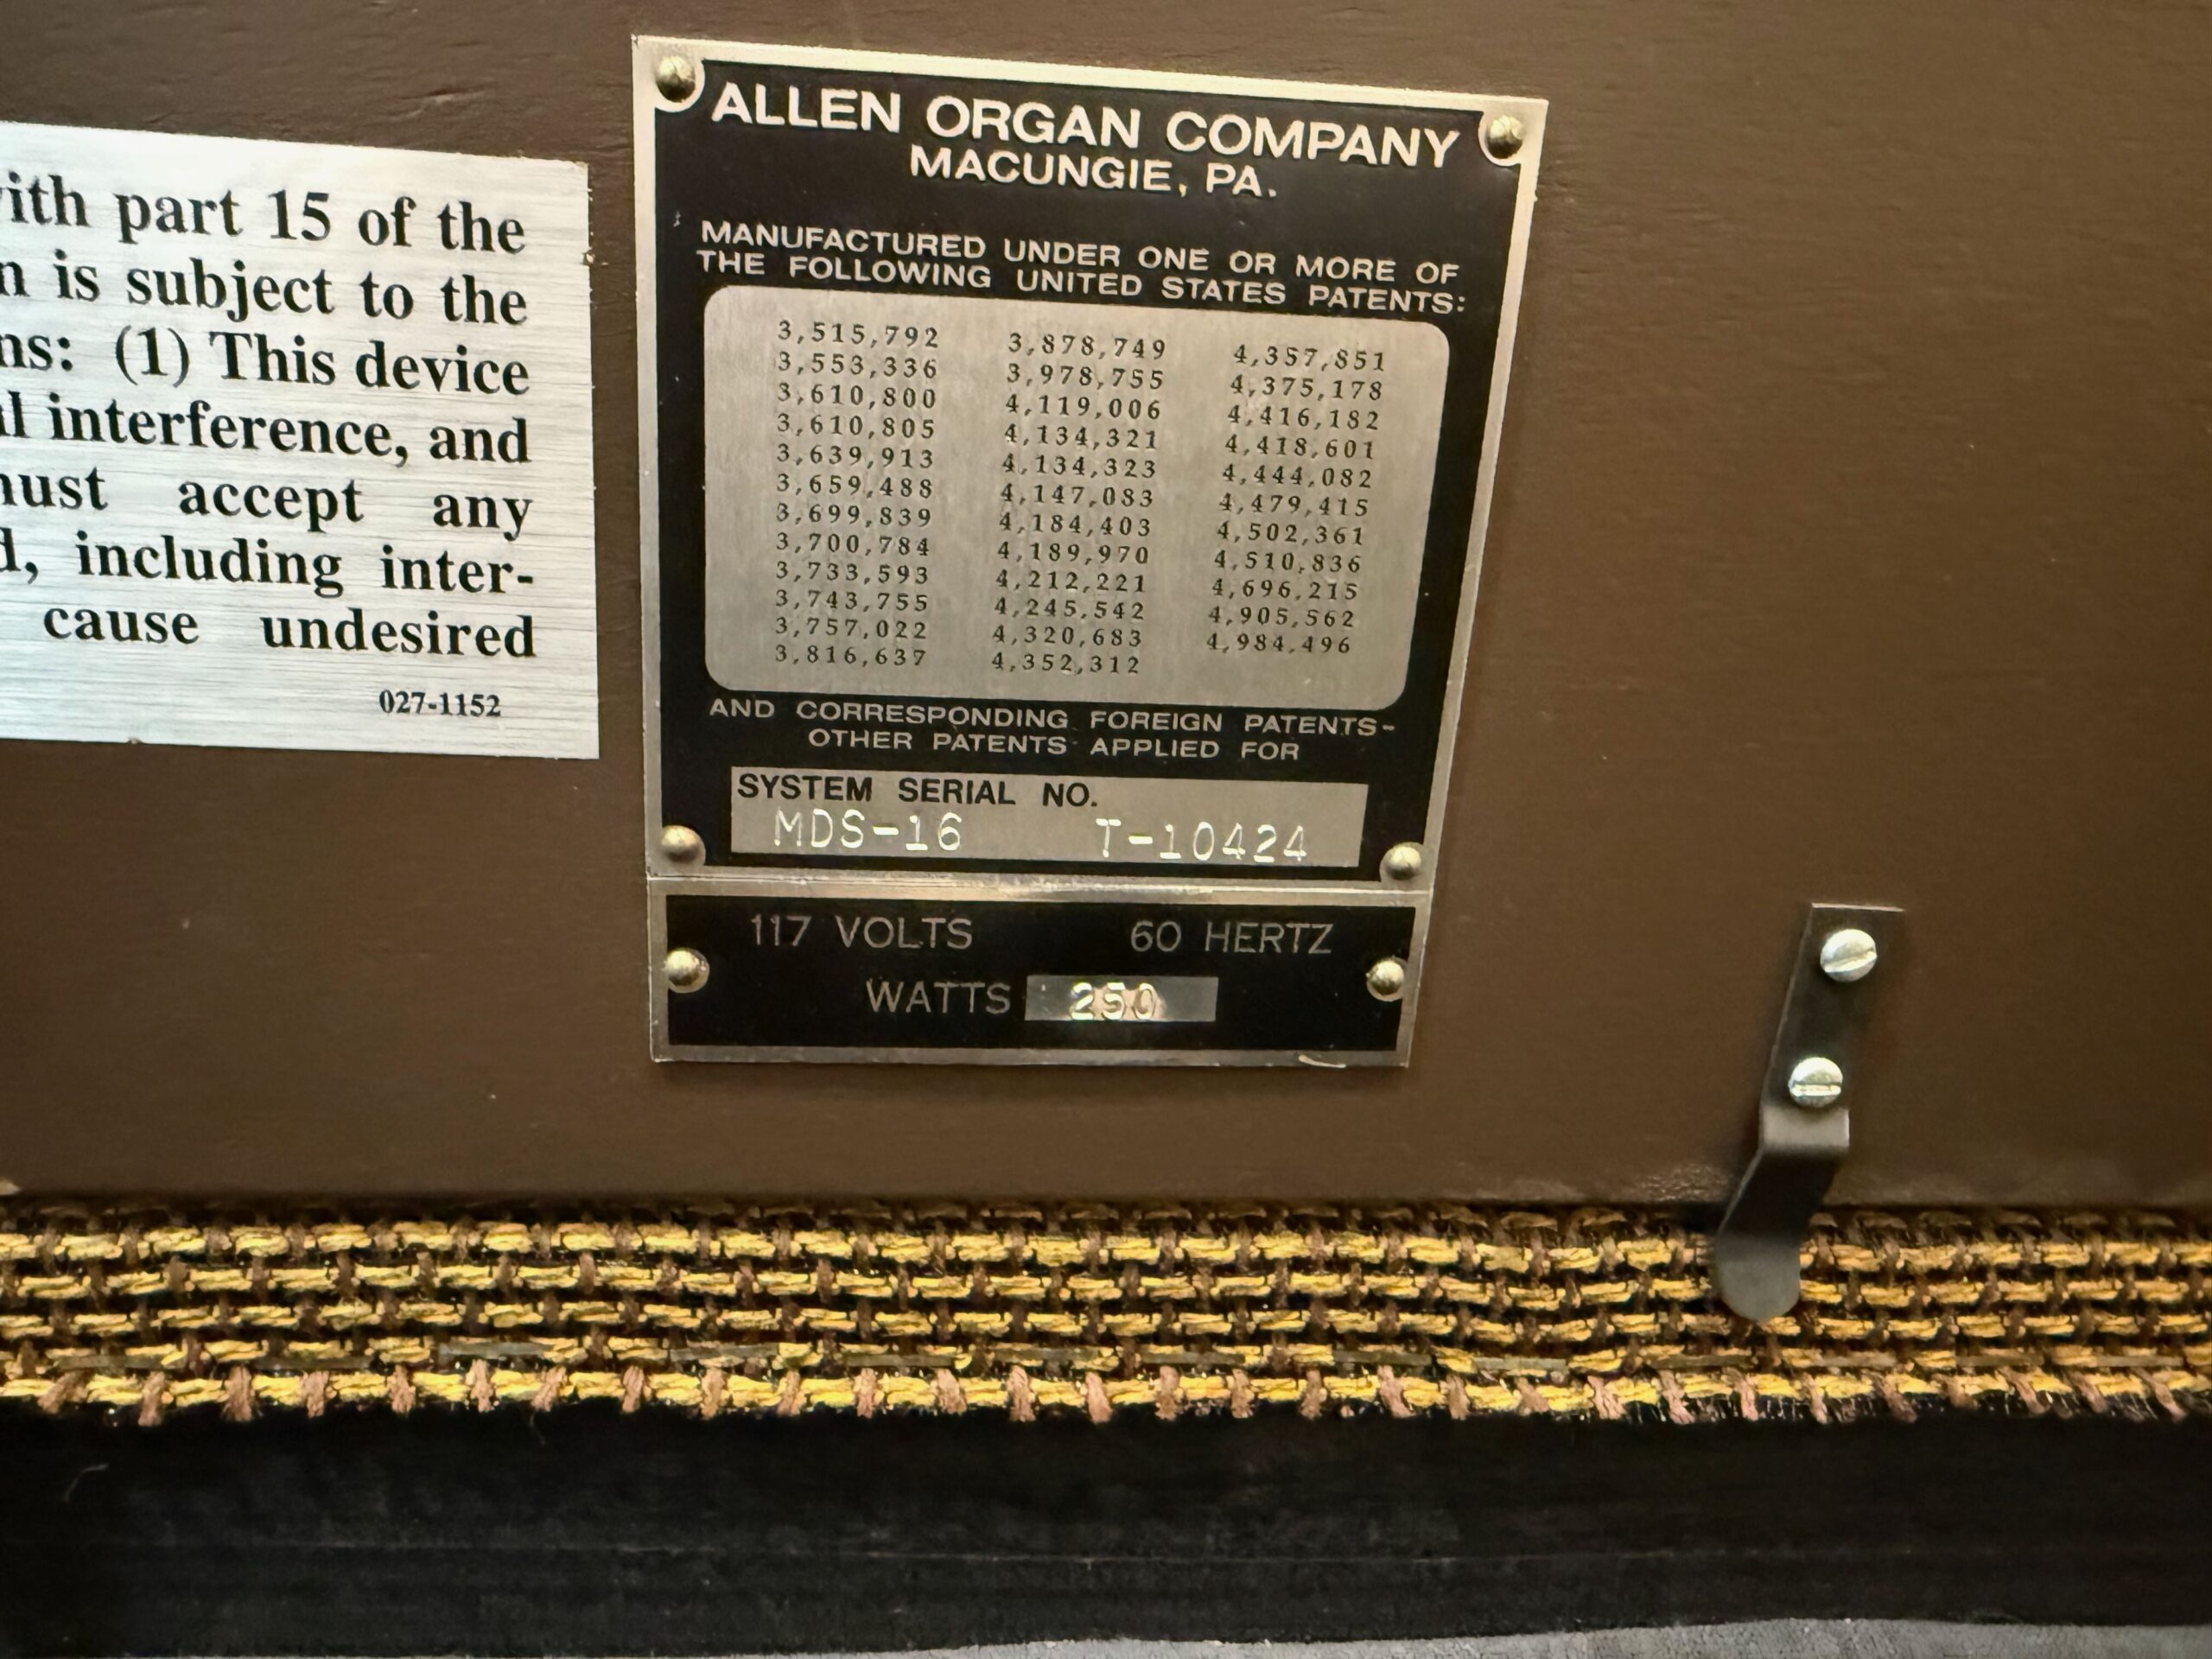 ith part 15 of the
n is subject to the
ns: (1) This device
l interference, and
ust accept any
d, including inter-
cause undesired
027-1152
ALLEN ORGAN COMPANY
MACUNGIE, PA.
MANUFACTURED UNDER ONE OR MORE OF
THE FOLLOWING UNITED STATES PATENTS:
3,515,792 3,878,749 4,357,851
3,553,336 3,978,755 4,375,178
3,610,800 4,119,006 4,416,182
3,610,805 4,134,321 4,418,601
3,639,913 4,134,323 4,444,082
3,659,488 4,147,083 4,479,415
3,699,839 4,184,403 4,502,361
3,700,784 4,189,970 4,510,836
3,733,593 4,212,221 4,696,215
3,743,755 4,245,542 4,905,562
3,757,022 4,320,683 4,984,496
3,816,637 4,352,312
AND CORRESPONDING FOREIGN PATENTS-
OTHER PATENTS APPLIED FOR
SYSTEM SERIAL NO.
MDS-16 T-10424
117 VOLTS 60 HERTZ
WATTS 250